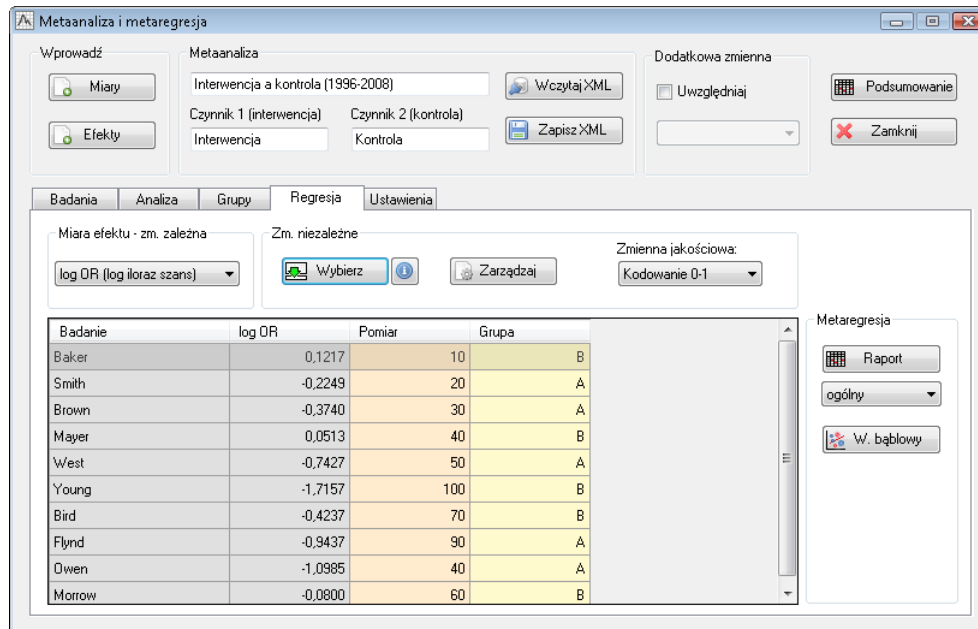 Metaanaliza i metaregresja
Wprowadź
Miary
Efekty
Metaanaliza
Interwencja a kontrola (1996-2008)
Czynnik 1 (interwencja) Czynnik 2 (kontrola)
Interwencja Kontrola
Wczytaj XML
Zapisz XML
Dodatkowa zmienna
Uwzględniaj
Podsumowanie
Zamknij
Badania Analiza Grupy Regresja Ustawienia
Miara efektu - zm. zależna
log OR (log iloraz szans)
Zm. niezależne
Wybierz
Zarządzaj
Zmienna jakościowa:
Kodowanie 0-1
Badanie log OR Pomiar Grupa
Baker 0,1217 10 B
Smith -0,2249 20 A
Brown -0,3740 30 A
Mayer 0,0513 40 B
West -0,7427 50 A
Young -1,7157 100 B
Bird -0,4237 70 B
Flynd -0,9437 90 A
Owen -1,0985 40 A
Morrow -0,0800 60 B
Metaregresja
Raport
ogólny
W. bąblowy